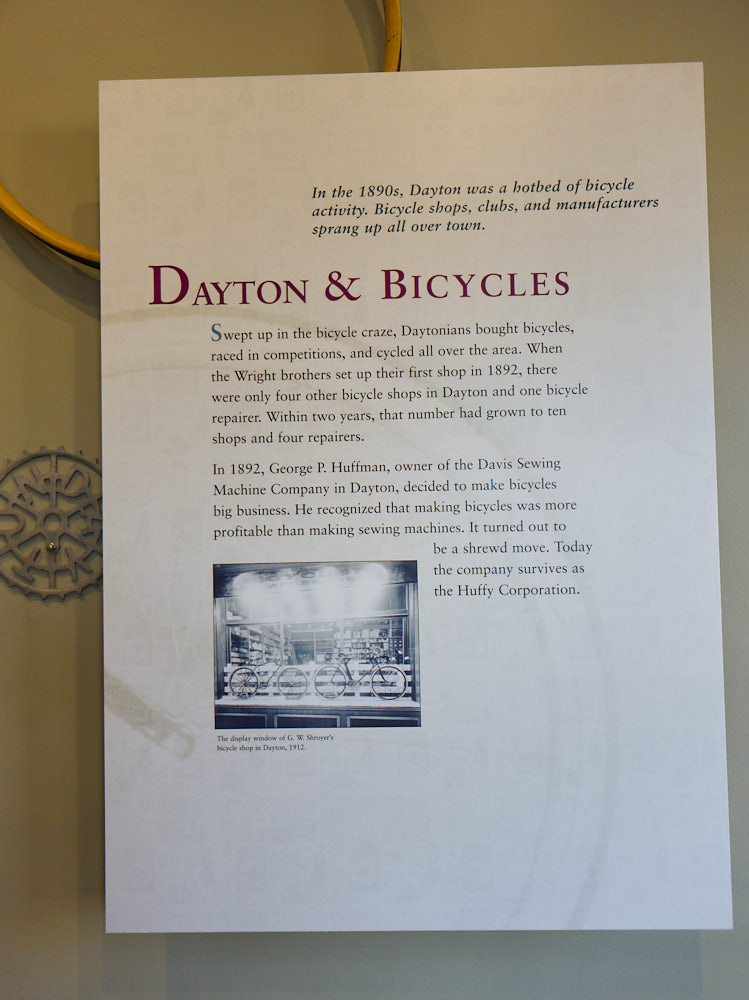 In the 1890s, Dayton was a hotbed of bicycle
activity. Bicycle shops, clubs, and manufacturers
sprang up all over town.
DAYTON & BICYCLES
Swept up in the bicycle craze, Daytonians bought bicycles,
raced in competitions, and cycled all over the area. When
the Wright brothers set up their first shop in 1892, there
were only four other bicycle shops in Dayton and one bicycle
repairer. Within two years, that number had grown to ten
shops and four repairers.
In 1892, George P. Huffman, owner of the Davis Sewing
Machine Company in Dayton, decided to make bicycles
big business. He recognized that making bicycles was more
profitable than making sewing machines. It turned out to
be a shrewd move. Today
the company survives as
the Huffy Corporation.
The display window of G. W. Shroyer's
bicycle shop in Dayton, 1912.